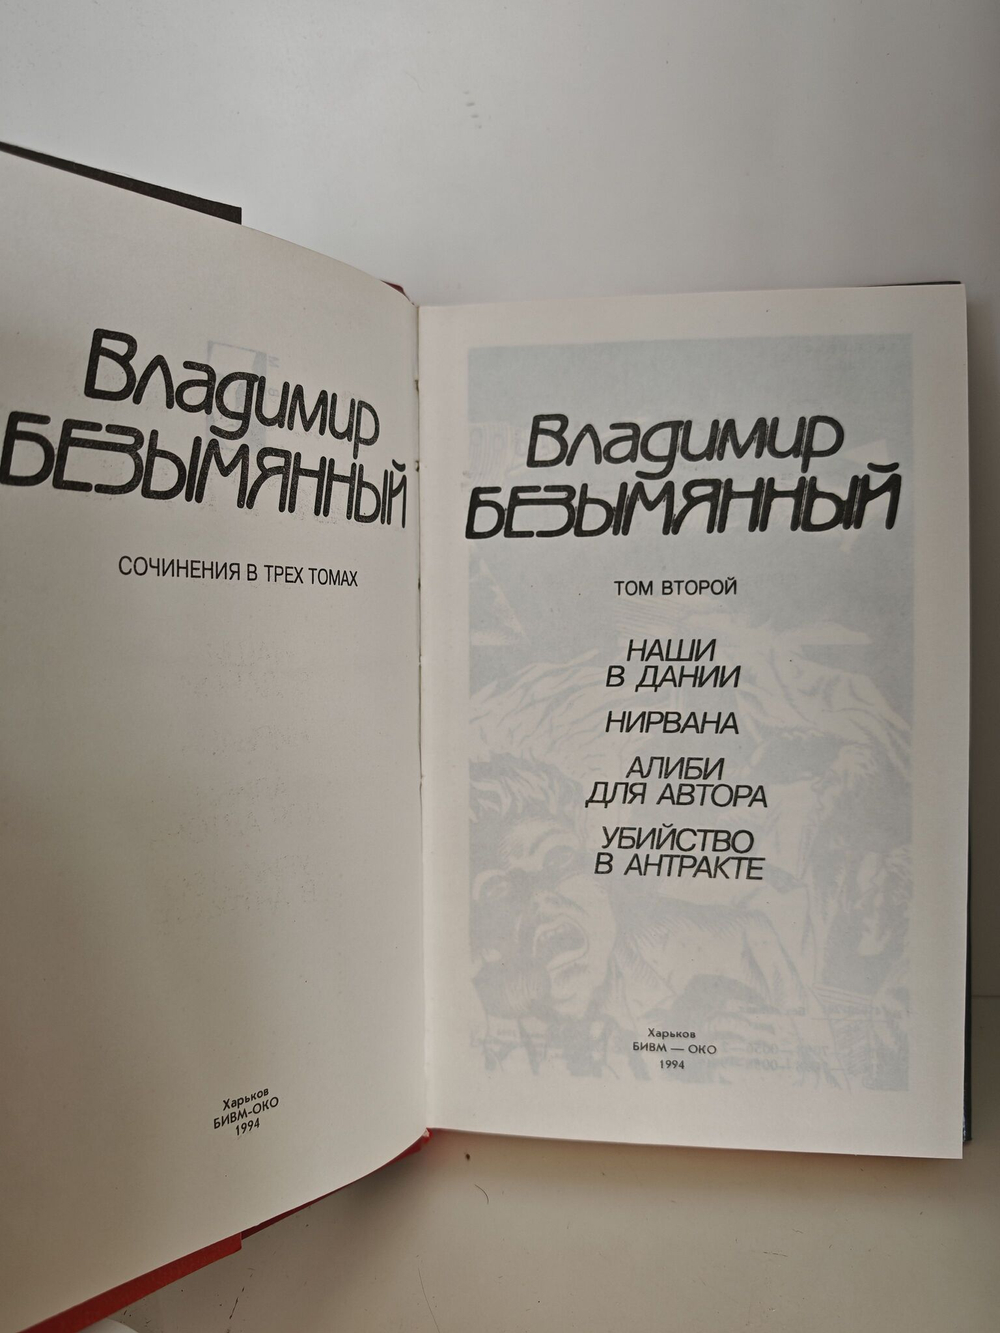 Владимир
БЕЗЫМЯННЫЙ
СОЧИНЕНИЯ В ТРЕХ ТОМАХ
Харьков
БИВМ-ОКО
1994
Владимир
БЕЗЫМЯННЫЙ
ТОМ ВТОРОЙ
НАШИ
В ДАНИИ
НИРВАНА
АЛИБИ
ДЛЯ АВТОРА
УБИЙСТВО
В АНТРАКТЕ
Харьков
БИВМ — ОКО
1994